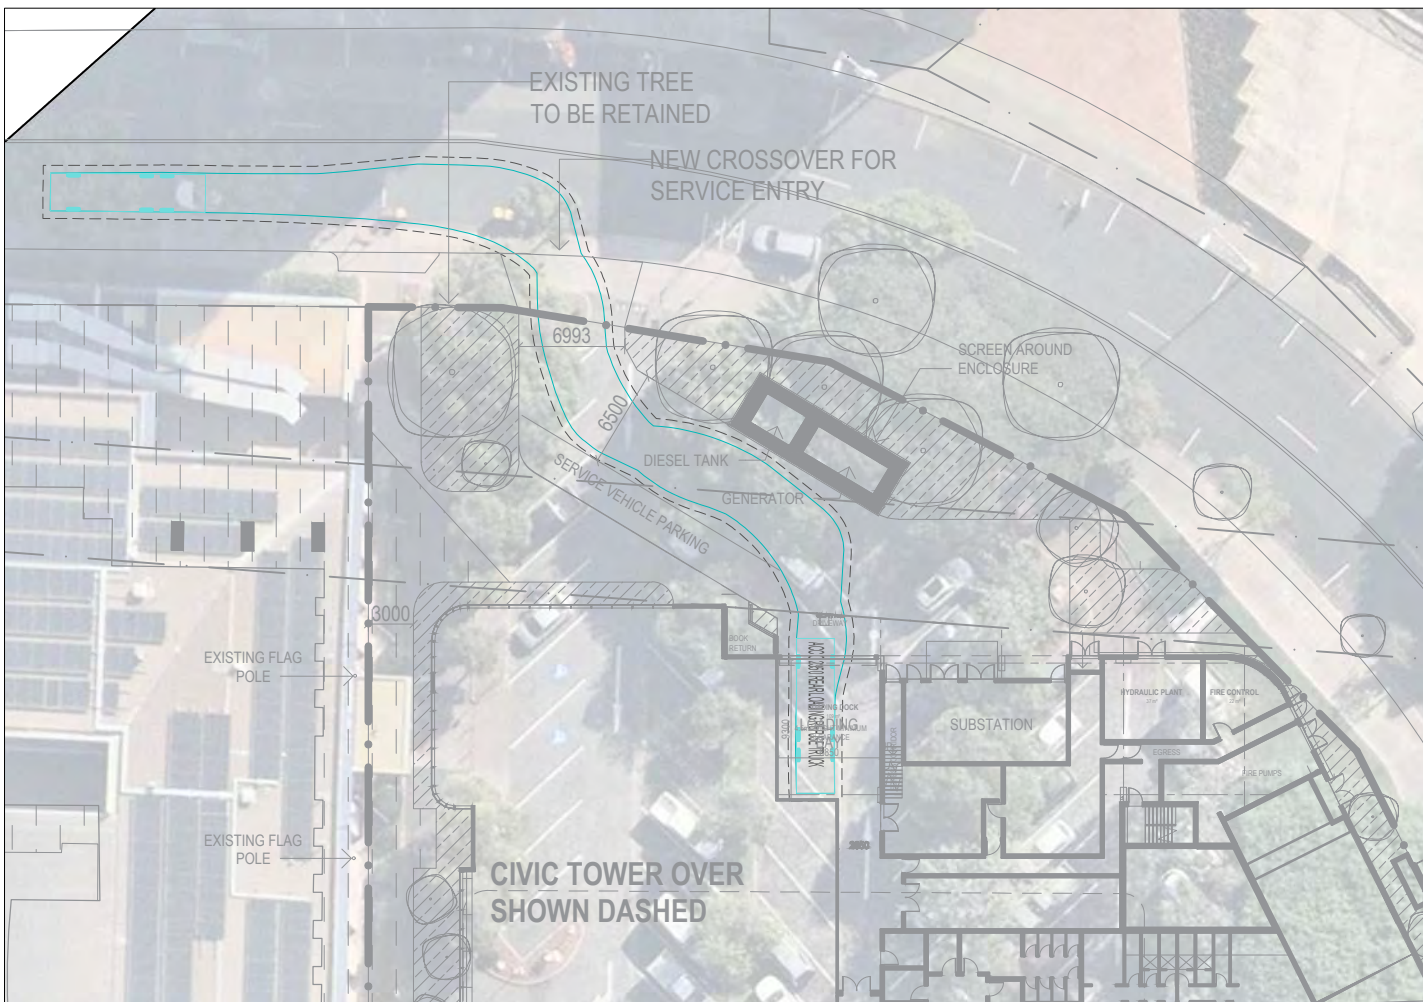 EXISTING TREE
TO BE RETAINED
NEW CROSSOVER FOR
SERVICE ENTRY
6993
SCREEN AROUND
ENCLOSURE
6500
DIESEL TANK
SERVICE VEHICLE PARKING
GENERATOR
3000
BOOK
RETURN
EXISTING FLAG
POLE
HYDRAULIC PLANT
FIRE CONTROL
LOADING
SUBSTATION
9300
EGRESS
FIRE PUMPS
EXISTING FLAG
POLE
CIVIC TOWER OVER
SHOWN DASHED